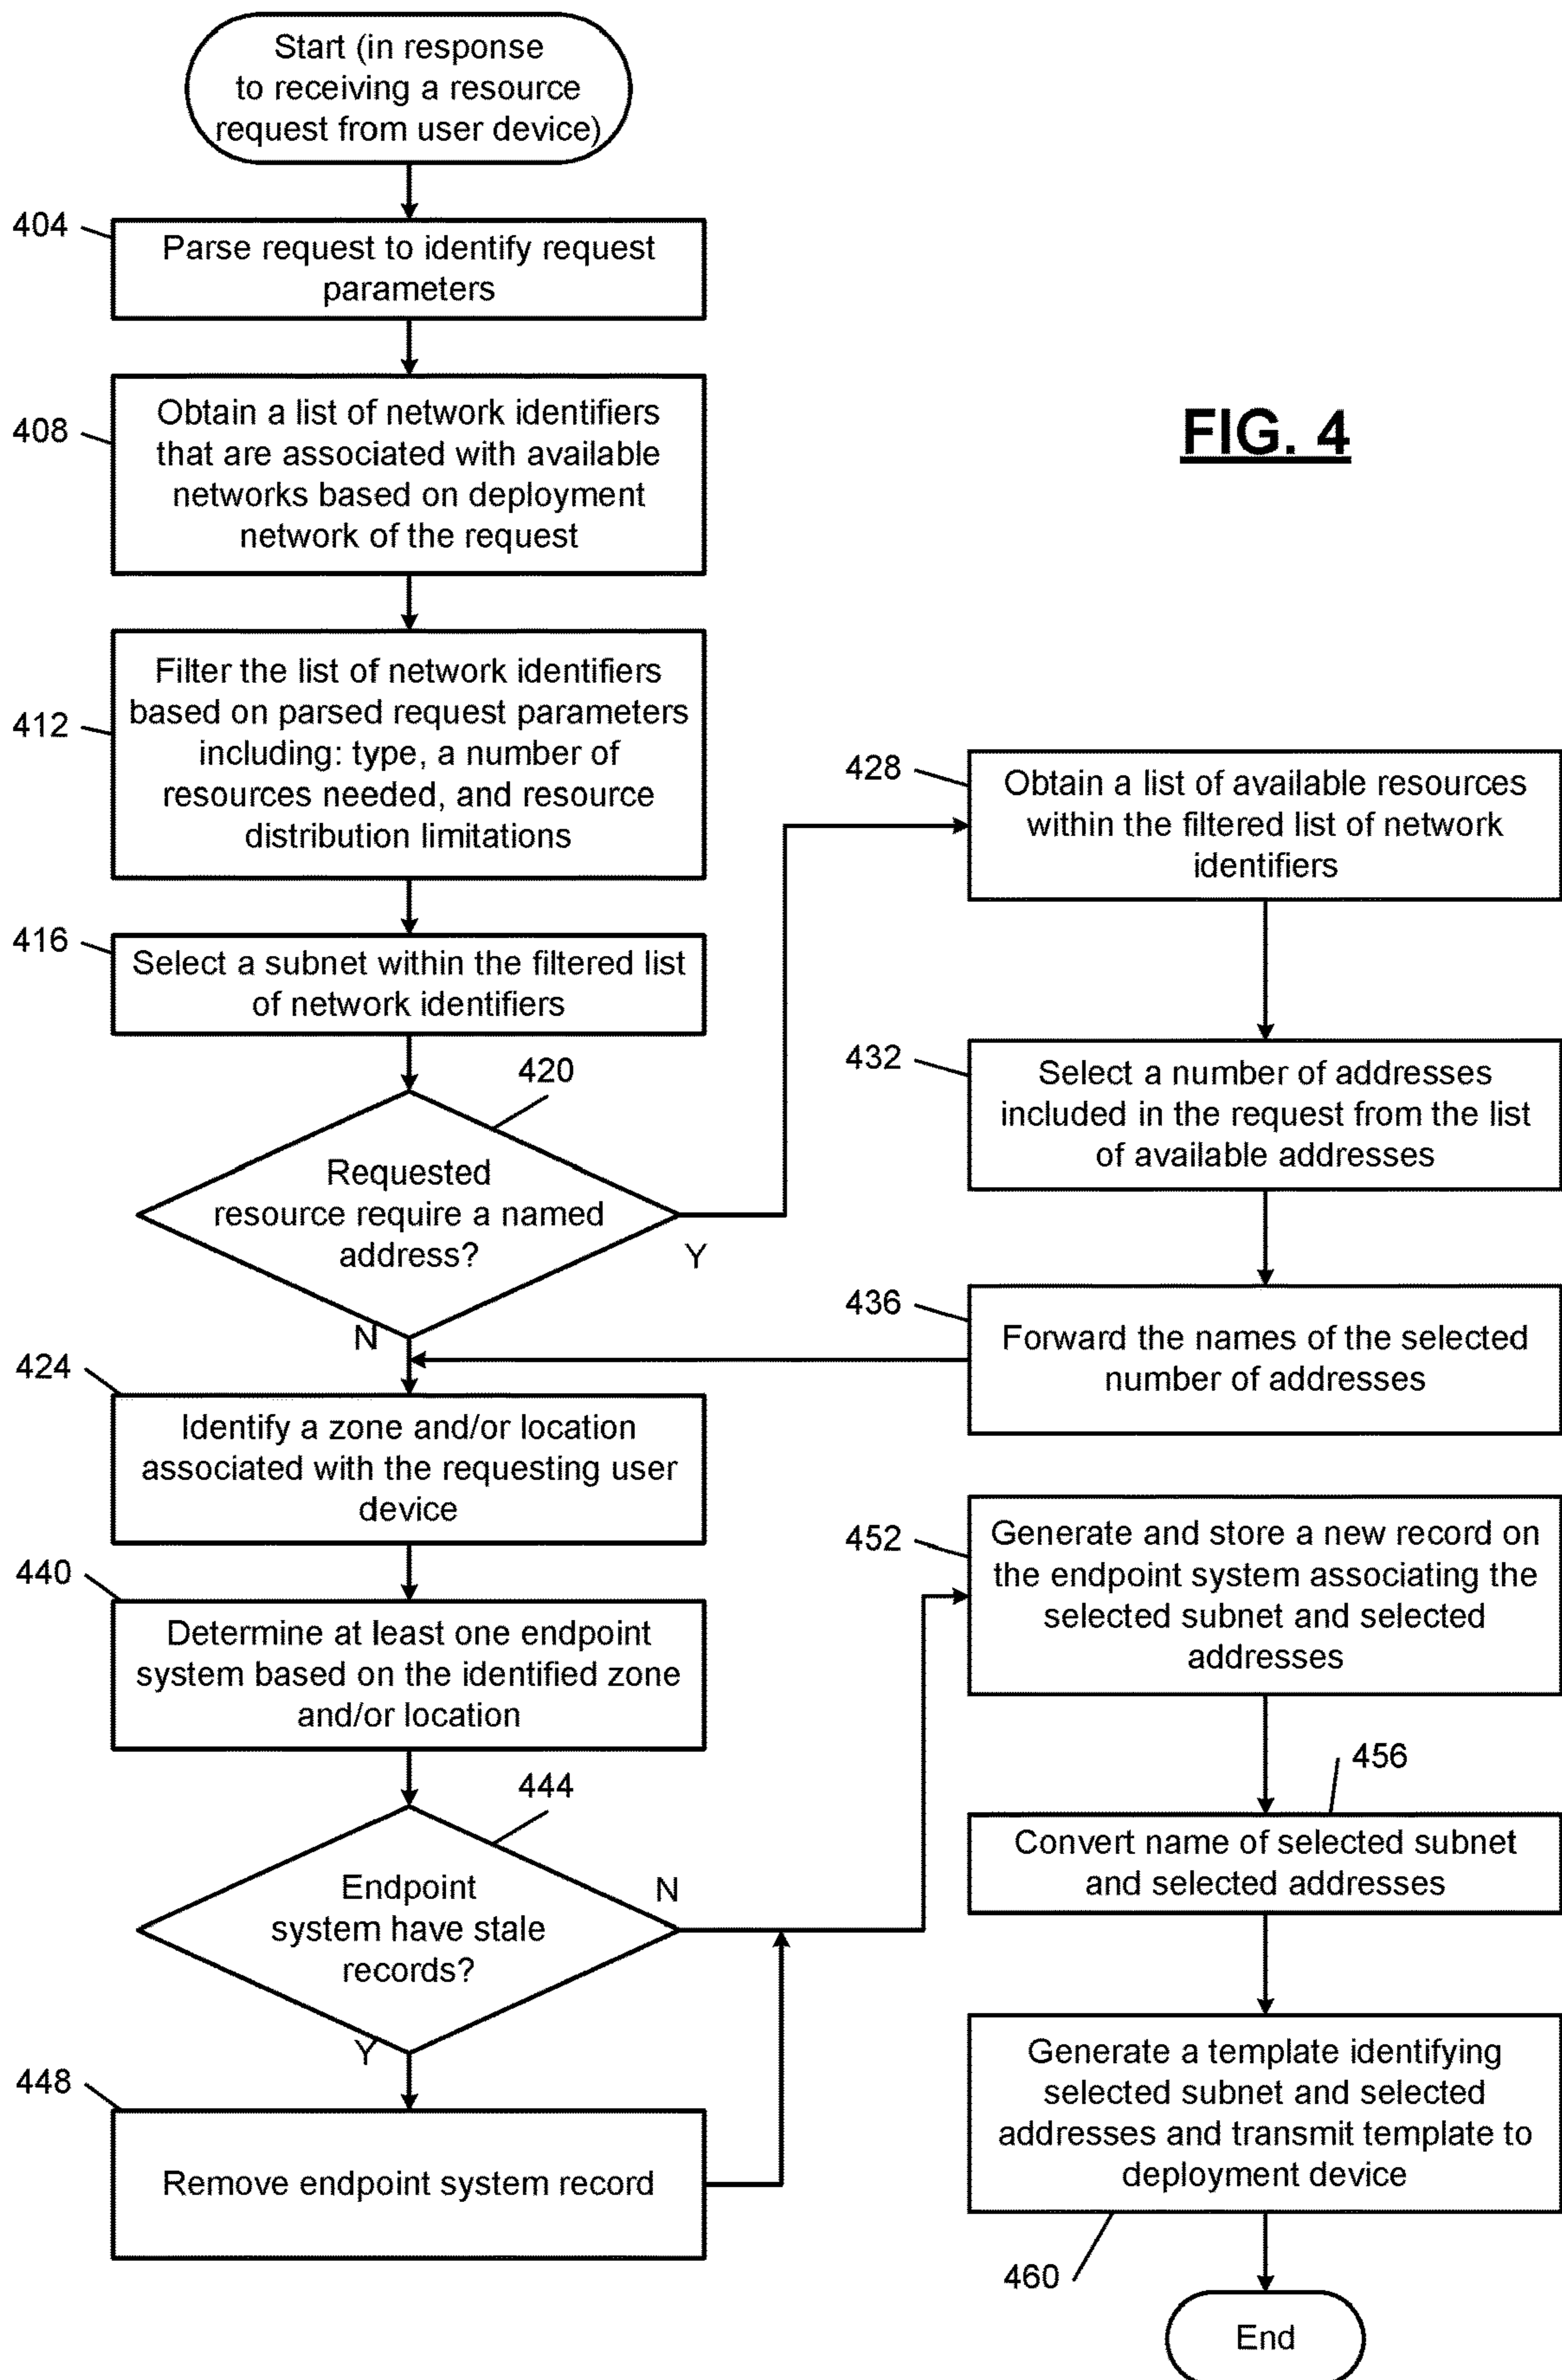 Start (in response
to receiving a resource
request from user device)
404
Parse request to identify request
parameters
408
Obtain a list of network identifiers
that are associated with available
networks based on deployment
network of the request
FIG. 4
412
Filter the list of network identifiers
based on parsed request parameters
including: type, a number of
resources needed, and resource
distribution limitations
416
Select a subnet within the filtered list
of network identifiers
420
Requested
resource require a named
address?
Y
N
428
Obtain a list of available resources
within the filtered list of network
identifiers
432
Select a number of addresses
included in the request from the list
of available addresses
436
Forward the names of the selected
number of addresses
424
Identify a zone and/or location
associated with the requesting user
device
440
Determine at least one endpoint
system based on the identified zone
and/or location
444
Endpoint
system have stale
records?
N
Y
448
Remove endpoint system record
452
Generate and store a new record on
the endpoint system associating the
selected subnet and selected
addresses
456
Convert name of selected subnet
and selected addresses
Generate a template identifying
selected subnet and selected
addresses and transmit template to
deployment device
460
End